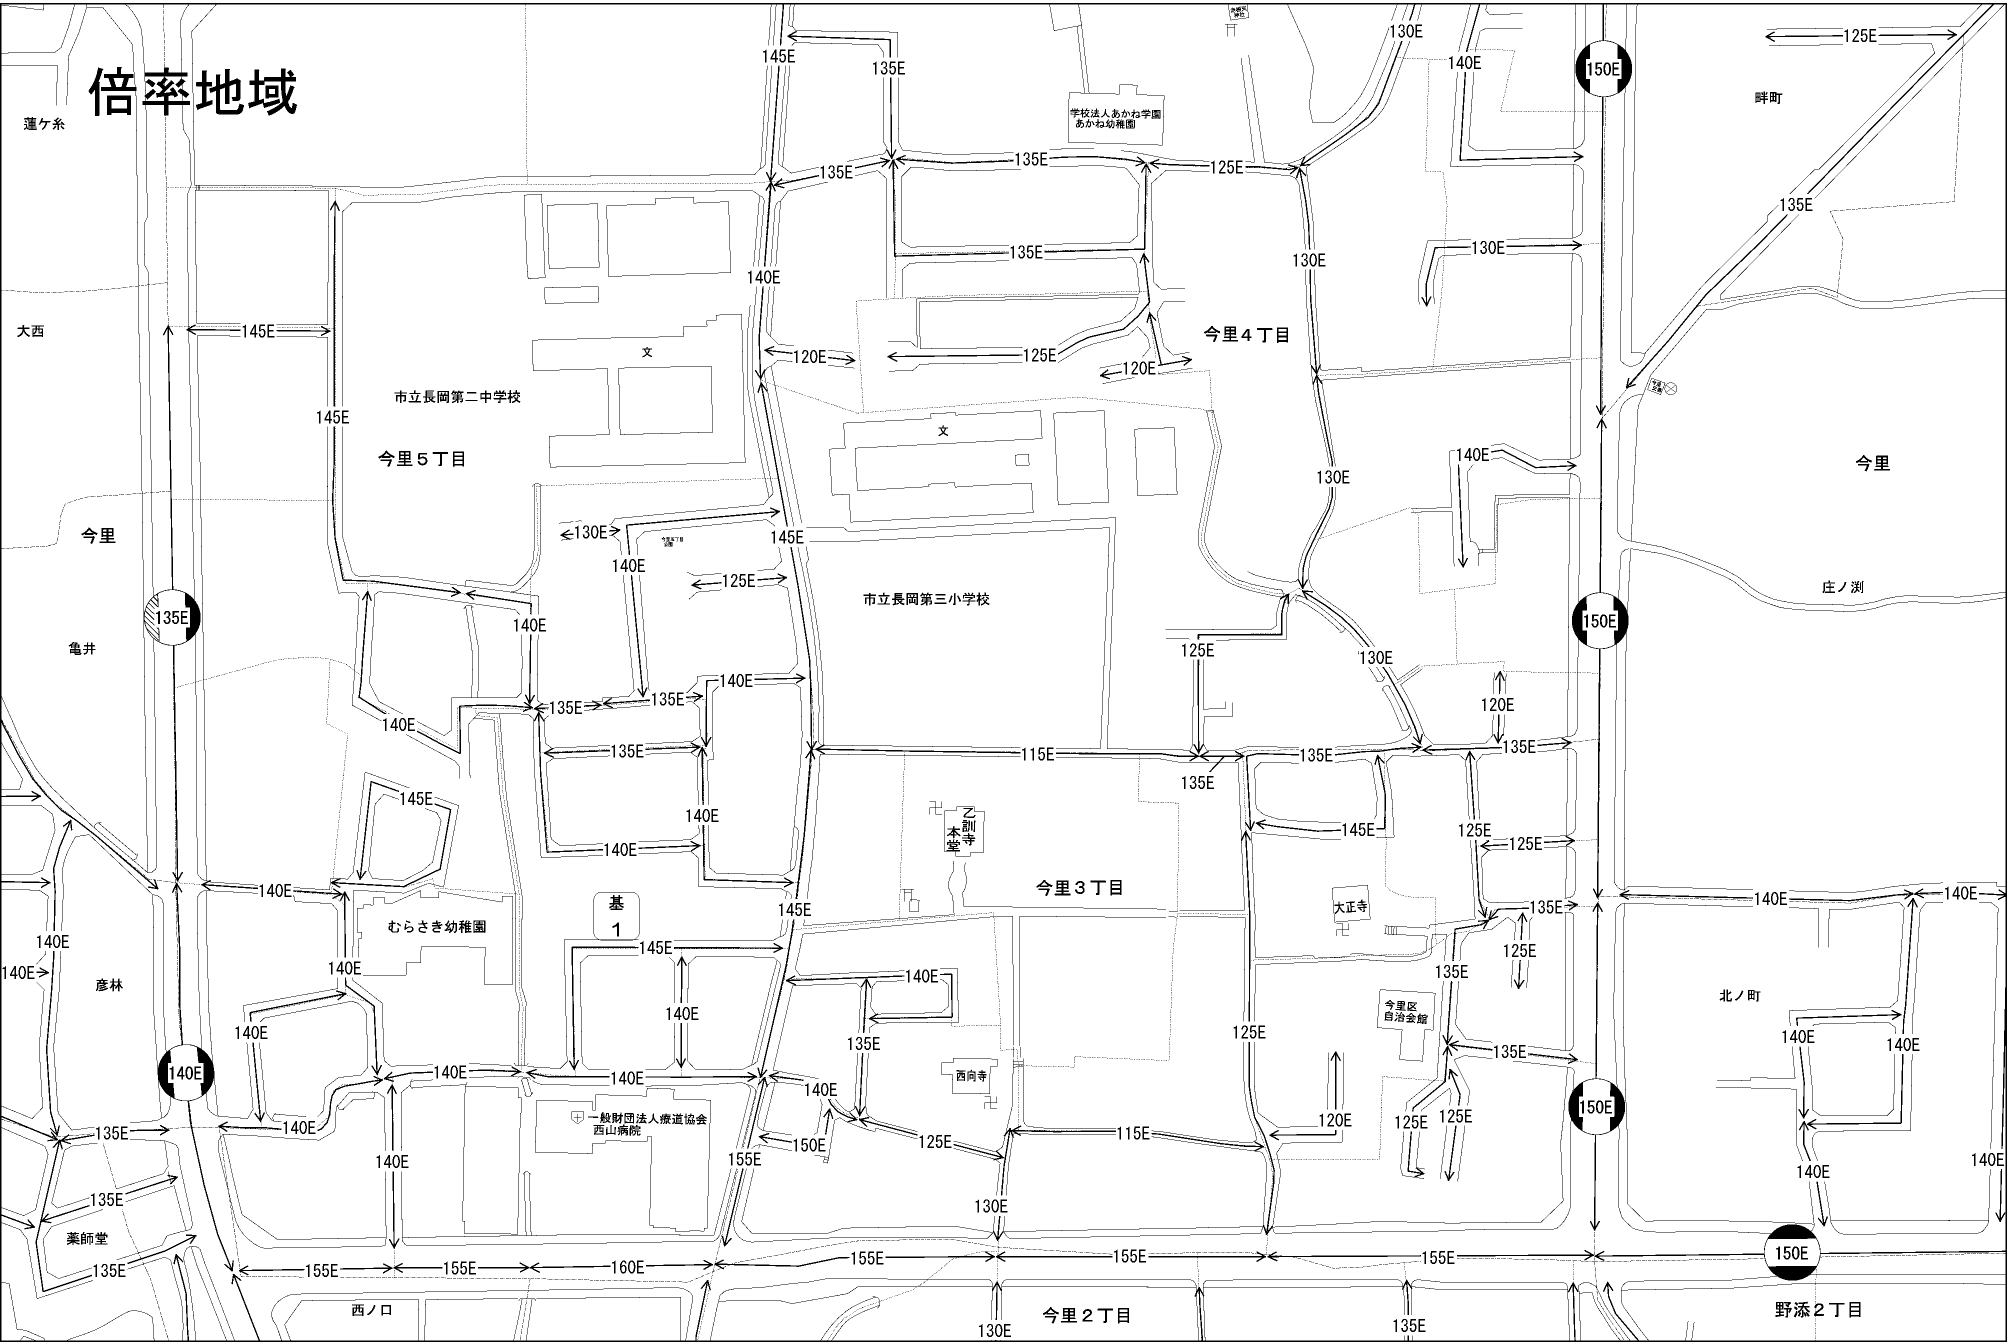 130E
145E
135E
140E
150E
125E
倍率地域
畔町
蓮ケ糸
学校法人あかね学園
あかね幼稚園
135E
135E
125E
135E
140E
135E
130E
130E
大西
145E
文
120E
125E
120E
今里4丁目
市立長岡第二中学校
145E
文
今里5丁目
140E
今里
130E
今里
130E
145E
140E
125E
庄ノ渕
市立長岡第三小学校
135E
150E
140E
亀井
125E
130E
140E
135E
135E
120E
140E
135E
115E
135E
135E
135E
145E
140E
乙訓寺
本堂
145E
125E
125E
140E
140E
今里3丁目
大正寺
135E
140E
140E
基
1
145E
むらさき幼稚園
140E
145E
125E
140E
140E
140E
135E
彦林
140E
北ノ町
今里区
自治会館
140E
140E
125E
135E
135E
140E
140E
140E
140E
140E
西向寺
140E
150E
一般財団法人療道協会
西山病院
140E
135E
125E
115E
120E
125E
125E
150E
140E
155E
140E
140E
135E
130E
薬師堂
135E
155E
155E
160E
155E
155E
155E
150E
西ノ口
今里2丁目
野添2丁目
130E
135E